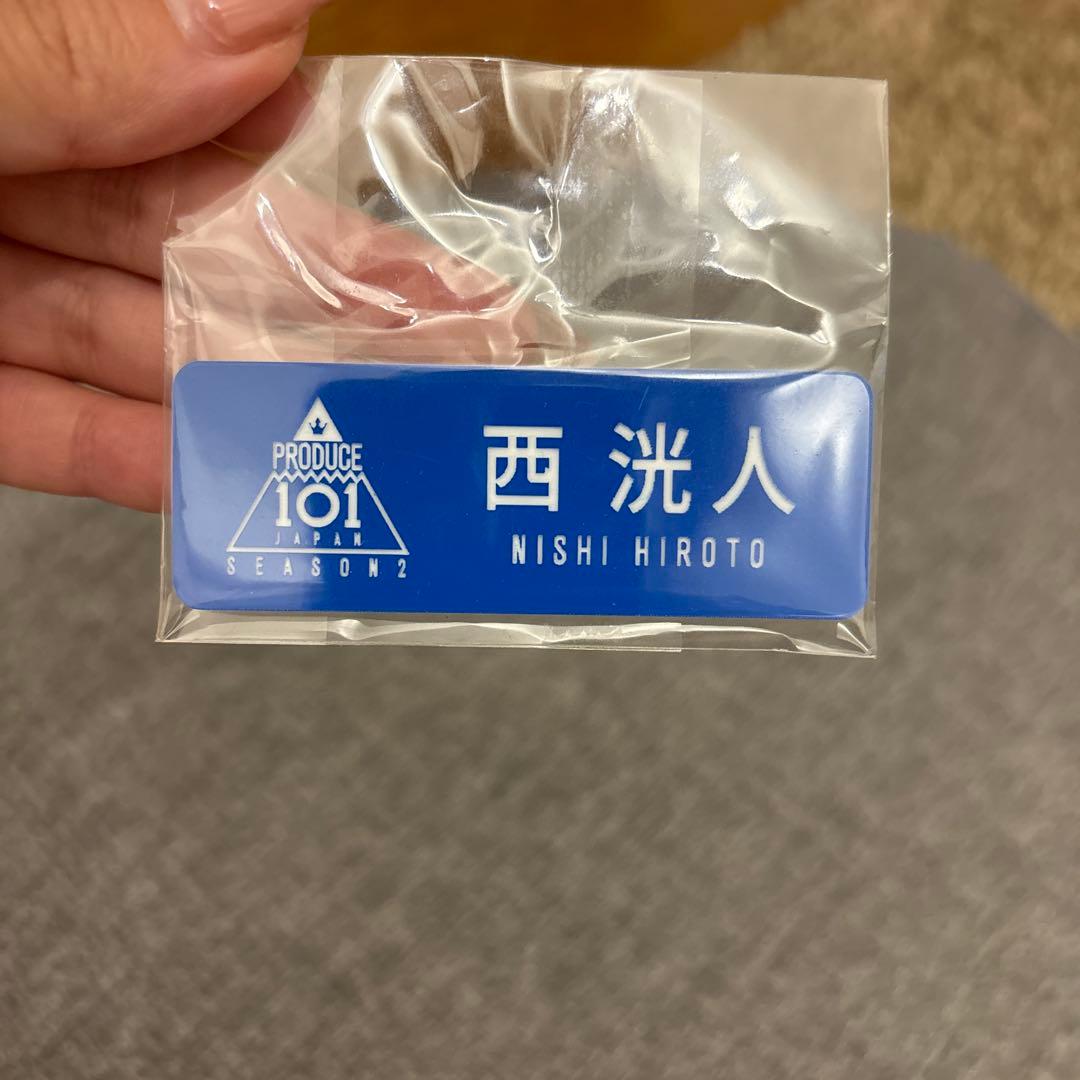 PRODUCE
101
JAPAN
SEASON2
西 洸人
NISHI HIROTO